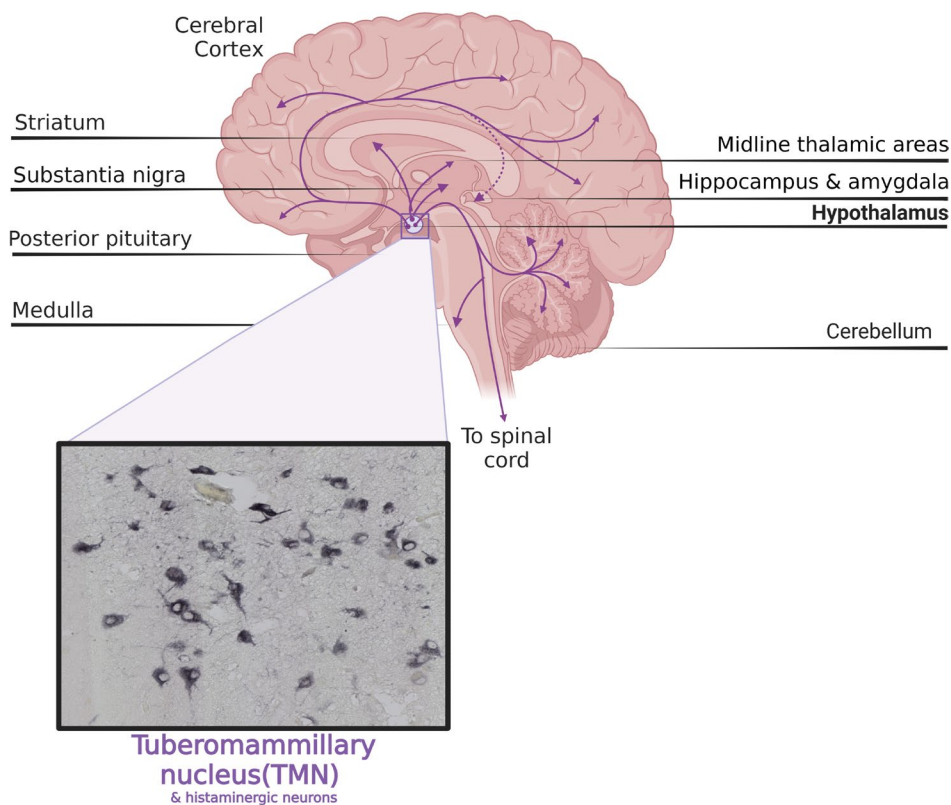 Cerebral
Cortex
Striatum
Substantia nigra
Posterior pituitary
Medulla
Midline thalamic areas
Hippocampus & amygdala
Hypothalamus
Cerebellum
To spinal
cord
Tuberomammillary
nucleus(TMN)
& histaminergic neurons